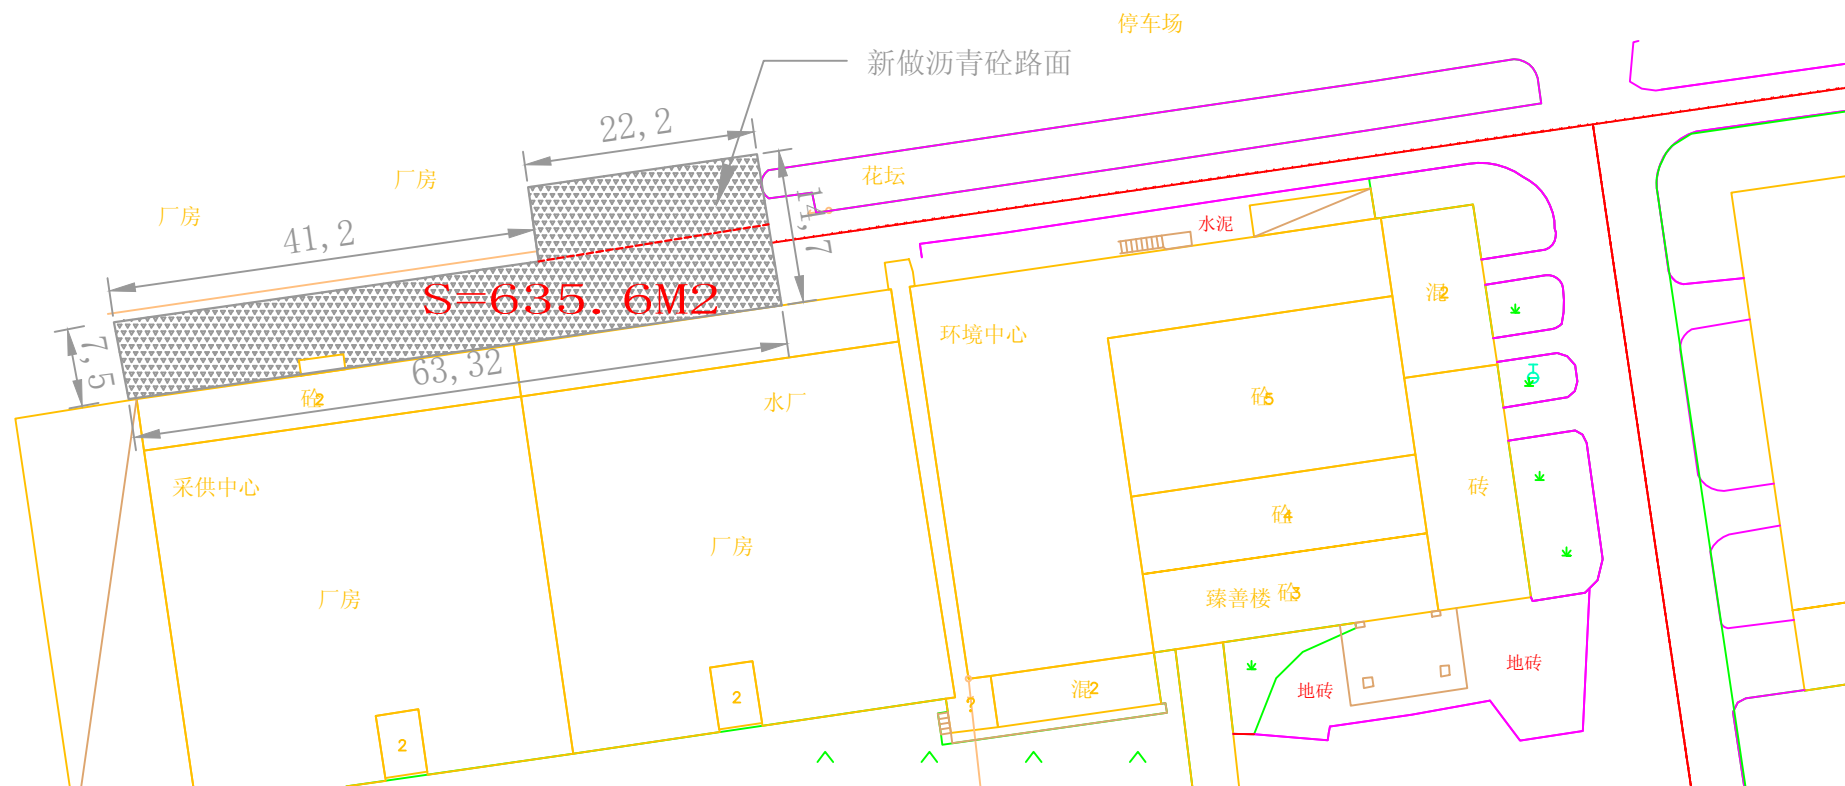 停车场
新做沥青砼路面
22,2
厂房
花坛
厂房
14,7
41,2
水泥
S=635. 6M2
混2
环境中心
7,5
63,32
砼2
水厂
砼5
采供中心
砖
砼4
厂房
厂房
臻善楼
砼3
地砖
地砖
混2
2
?
2